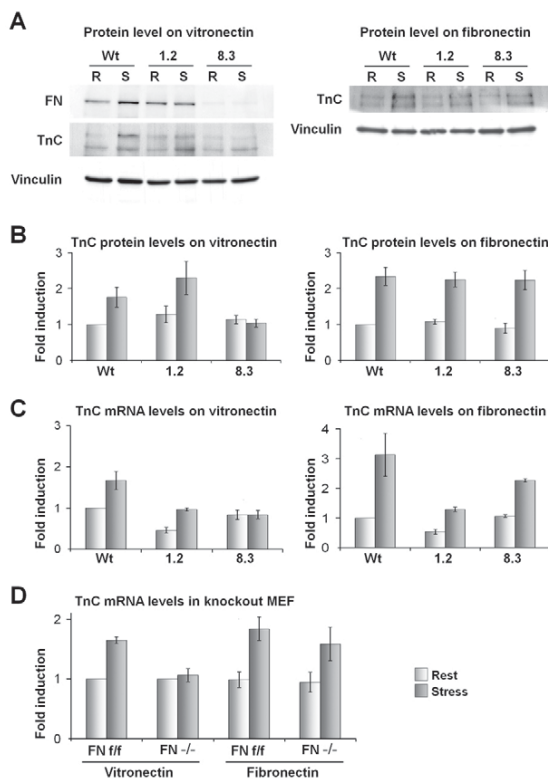 A
Protein level on vitronectin
Wt 1.2 8.3
R S R S R S
FN
TnC
Vinculin
Protein level on fibronectin
Wt 1.2 8.3
R S R S R S
TnC
Vinculin
B
TnC protein levels on vitronectin
Fold induction
3
2
1
0
Wt 1.2 8.3
TnC protein levels on fibronectin
Fold induction
3
2
1
0
Wt 1.2 8.3
C
TnC mRNA levels on vitronectin
Fold induction
3
2
1
0
Wt 1.2 8.3
TnC mRNA levels on fibronectin
Fold induction
4
3
2
1
0
Wt 1.2 8.3
D
TnC mRNA levels in knockout MEF
Fold induction
2
1
0
FN f/f FN -/- FN f/f FN -/-
Vitronectin Fibronectin
Rest
Stress